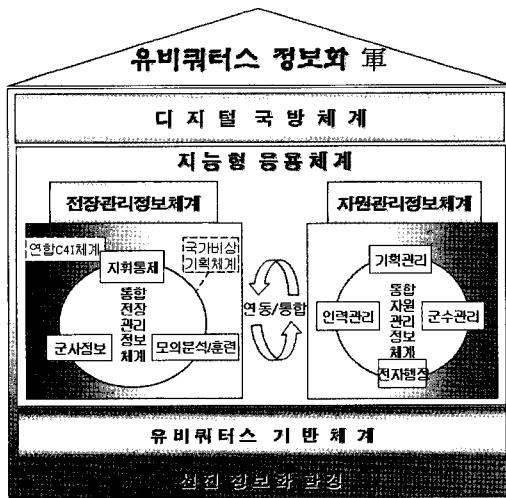 유비쿼터스 정보화 軍
디 지 털 국 방 체 계
지능형 응용체계
전장관리정보체계
연합C4I체계
국가비상
기획체계
지휘통제
통합
전장
관리
정보
체계
군사정보
모의분석/훈련
연동/통합
자원관리정보체계
기획관리
통합
자원
관리
정보
체계
인력관리
군수관리
전자행정
유비쿼터스 기반체계
선진 정보화 환경